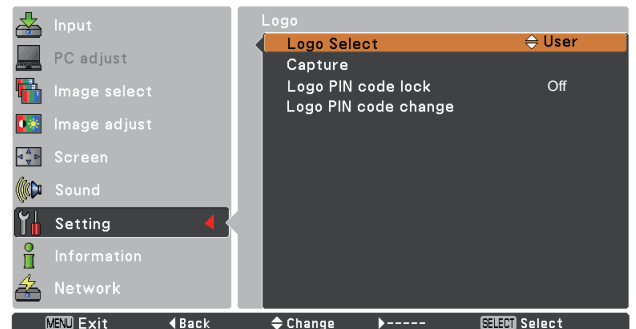 Input
PC adjust
Image select
Image adjust
Screen
Sound
Setting
Information
Network
Logo
Logo Select User
Capture
Logo PIN code lock Off
Logo PIN code change
MENU Exit Back Change ----- SELECT Select